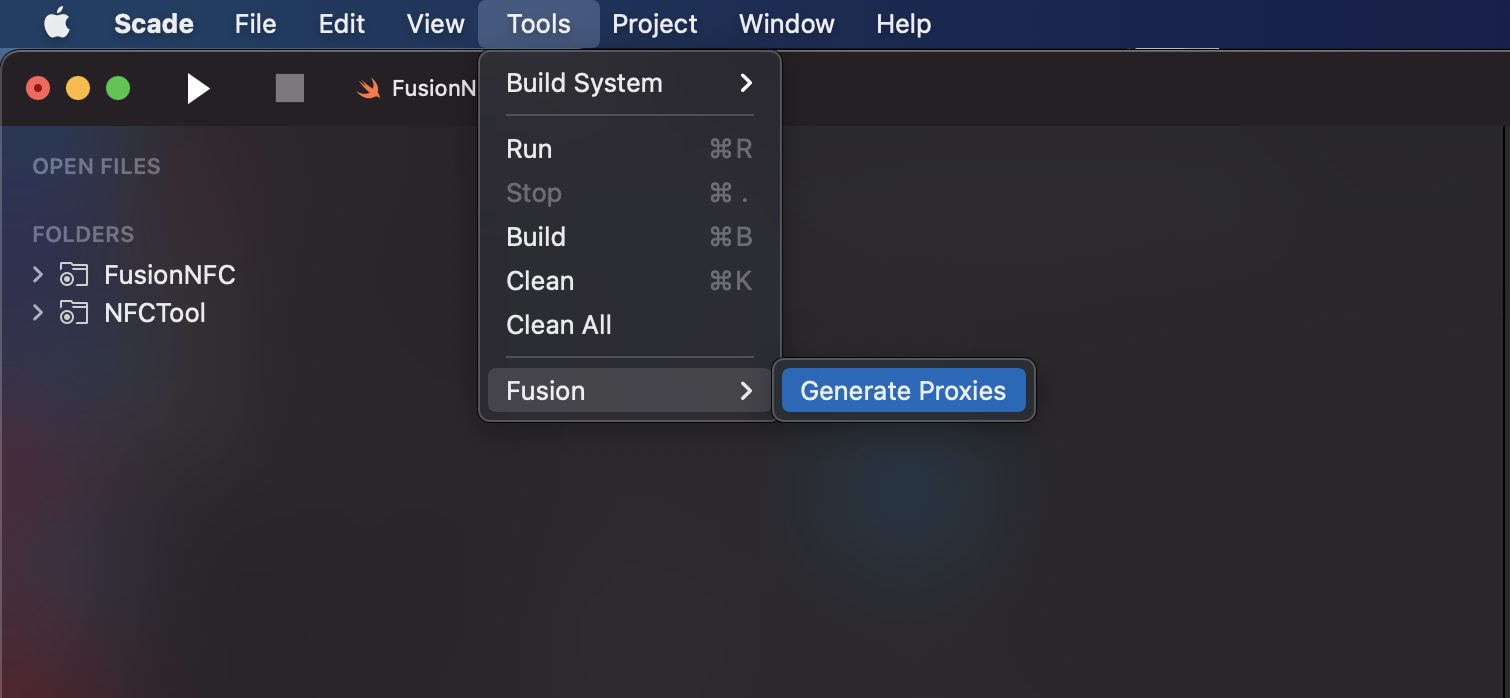 Scade File Edit View Tools Project Window Help
FusionN
Build System
OPEN FILES
Run ⌘R
Stop ⌘.
FOLDERS
Build ⌘B
FusionNFC
Clean ⌘K
NFCTool
Clean All
Fusion
Generate Proxies